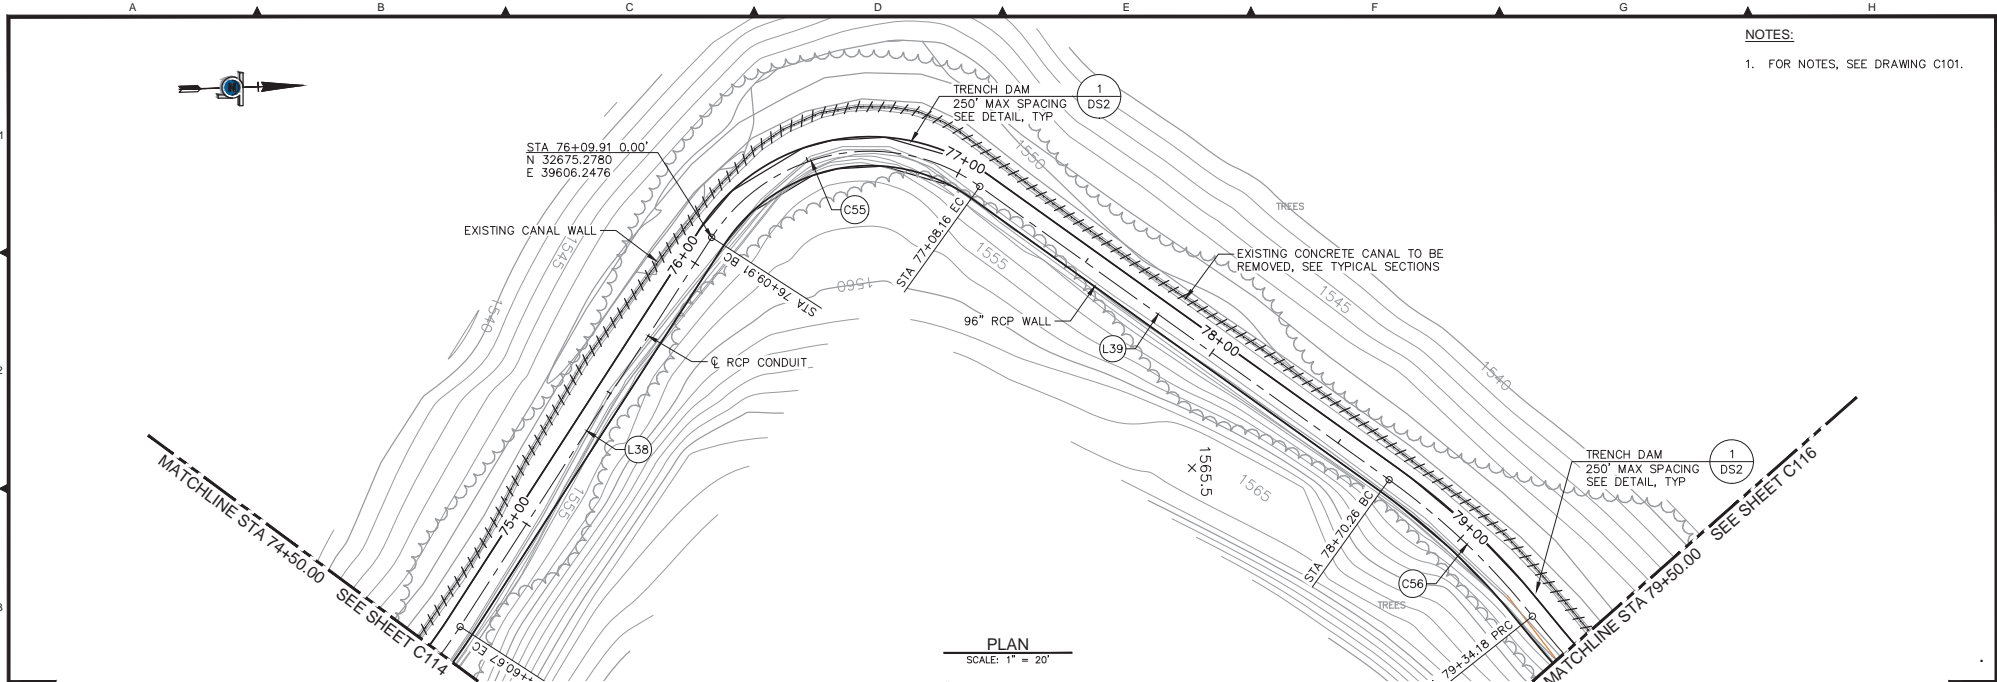 A B C D E F G H
NOTES:
1. FOR NOTES, SEE DRAWING C101.
TRENCH DAM
250' MAX SPACING
SEE DETAIL, TYP
1
DS2
STA 76+09.91 0.00'
N 32675.2780
E 39606.2476
1
1550
77+00
TREES
C55
STA 77+08.16 EC
EXISTING CANAL WALL
1545
76+00
STA 76+09.91 BC
1555
1560
EXISTING CONCRETE CANAL TO BE
REMOVED, SEE TYPICAL SECTIONS
1545
1540
96" RCP WALL
L39
78+00
℄ RCP CONDUIT
2
1540
L38
1565.5
1565
1555
75+00
STA 78+70.26 BC
79+00
TRENCH DAM
250' MAX SPACING
SEE DETAIL, TYP
1
DS2
MATCHLINE STA 74+50.00
SEE SHEET C114
SEE SHEET C116
MATCHLINE STA 79+50.00
C56
TREES
3
+60.67 EC
79+34.18 PRC
PLAN
SCALE: 1" = 20'